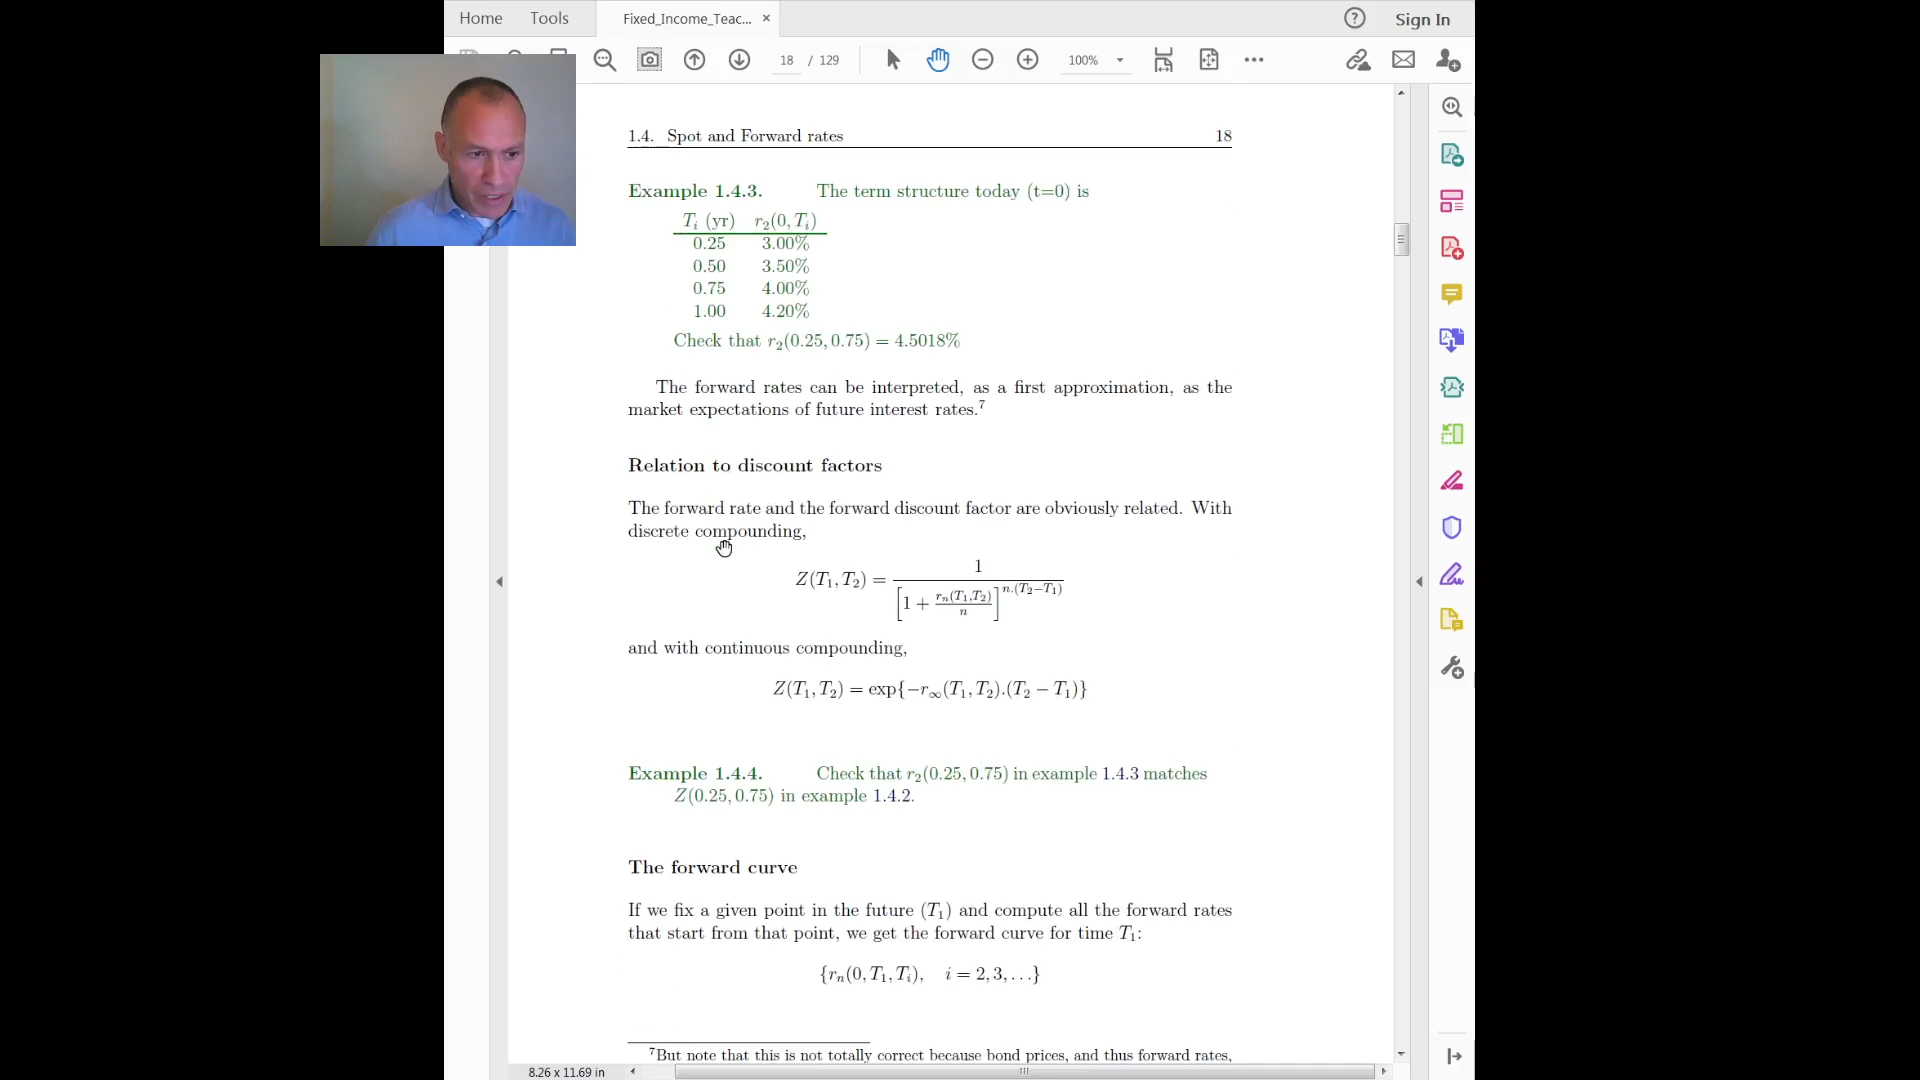 Home Tools Fixed_Income_Teac... × Sign In
18 / 129 100%
1.4. Spot and Forward rates 18
Example 1.4.3. The term structure today (t=0) is
T_i (yr) r_2(0, T_i)
0.25 3.00%
0.50 3.50%
0.75 4.00%
1.00 4.20%
Check that r_2(0.25, 0.75) = 4.5018%
The forward rates can be interpreted, as a first approximation, as the
market expectations of future interest rates.^7
Relation to discount factors
The forward rate and the forward discount factor are obviously related. With
discrete compounding,
Z(T_1, T_2) = 1 / [1 + r_n(T_1,T_2)/n]^{n.(T_2−T_1)}
and with continuous compounding,
Z(T_1, T_2) = exp{−r_∞(T_1, T_2).(T_2 − T_1)}
Example 1.4.4. Check that r_2(0.25, 0.75) in example 1.4.3 matches
Z(0.25, 0.75) in example 1.4.2.
The forward curve
If we fix a given point in the future (T_1) and compute all the forward rates
that start from that point, we get the forward curve for time T_1:
{r_n(0, T_1, T_i), i = 2, 3, . . .}
^7But note that this is not totally correct because bond prices, and thus forward rates,
8.26 x 11.69 in